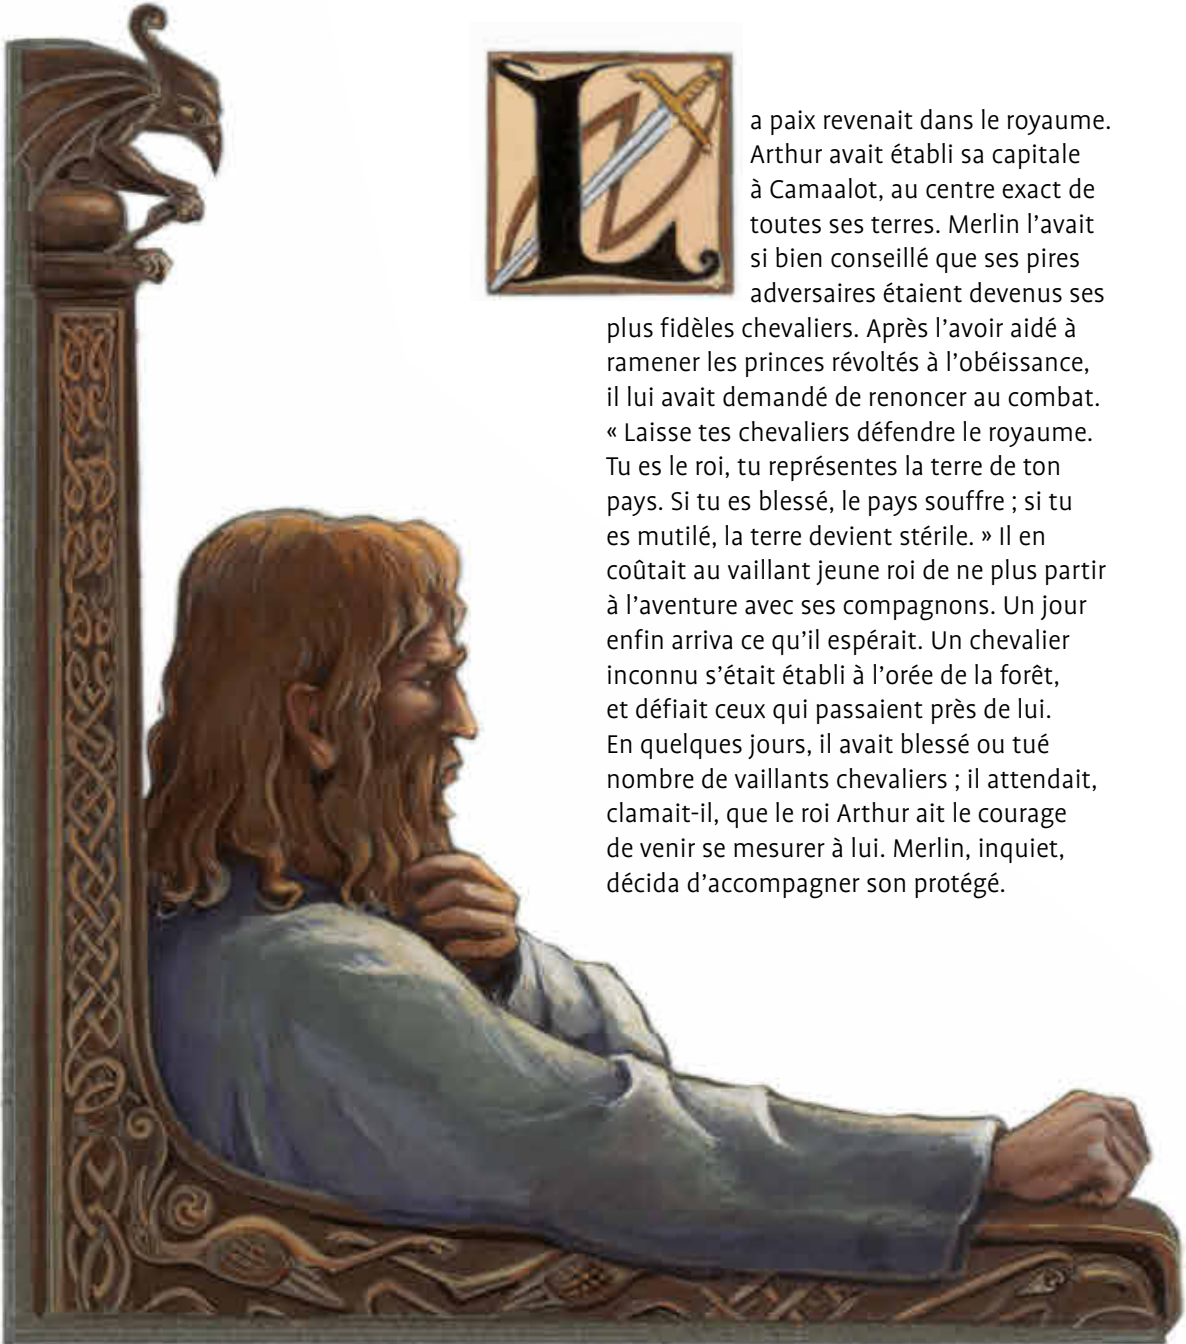 La paix revenait dans le royaume.
Arthur avait établi sa capitale
à Camaalot, au centre exact de
toutes ses terres. Merlin l’avait
si bien conseillé que ses pires
adversaires étaient devenus ses
plus fidèles chevaliers. Après l’avoir aidé à
ramener les princes révoltés à l’obéissance,
il lui avait demandé de renoncer au combat.
« Laisse tes chevaliers défendre le royaume.
Tu es le roi, tu représentes la terre de ton
pays. Si tu es blessé, le pays souffre ; si tu
es mutilé, la terre devient stérile. » Il en
coûtait au vaillant jeune roi de ne plus partir
à l’aventure avec ses compagnons. Un jour
enfin arriva ce qu’il espérait. Un chevalier
inconnu s’était établi à l’orée de la forêt,
et défiait ceux qui passaient près de lui.
En quelques jours, il avait blessé ou tué
nombre de vaillants chevaliers ; il attendait,
clamait-il, que le roi Arthur ait le courage
de venir se mesurer à lui. Merlin, inquiet,
décida d’accompagner son protégé.